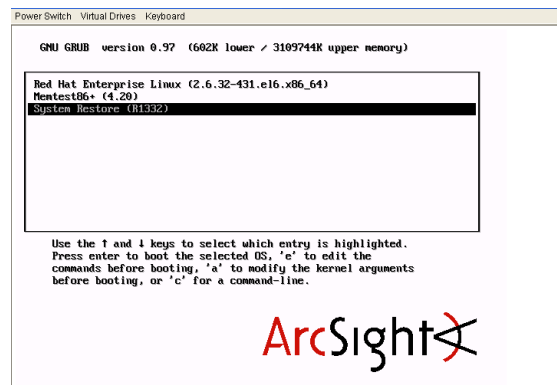 Power Switch Virtual Drives Keyboard
GNU GRUB version 0.97 (602K lower / 3109744K upper memory)
Red Hat Enterprise Linux (2.6.32-431.el6.x86_64)
Memtest86+ (4.20)
System Restore (R1332)
Use the ↑ and ↓ keys to select which entry is highlighted.
Press enter to boot the selected OS, 'e' to edit the
commands before booting, 'a' to modify the kernel arguments
before booting, or 'c' for a command-line.
ArcSight